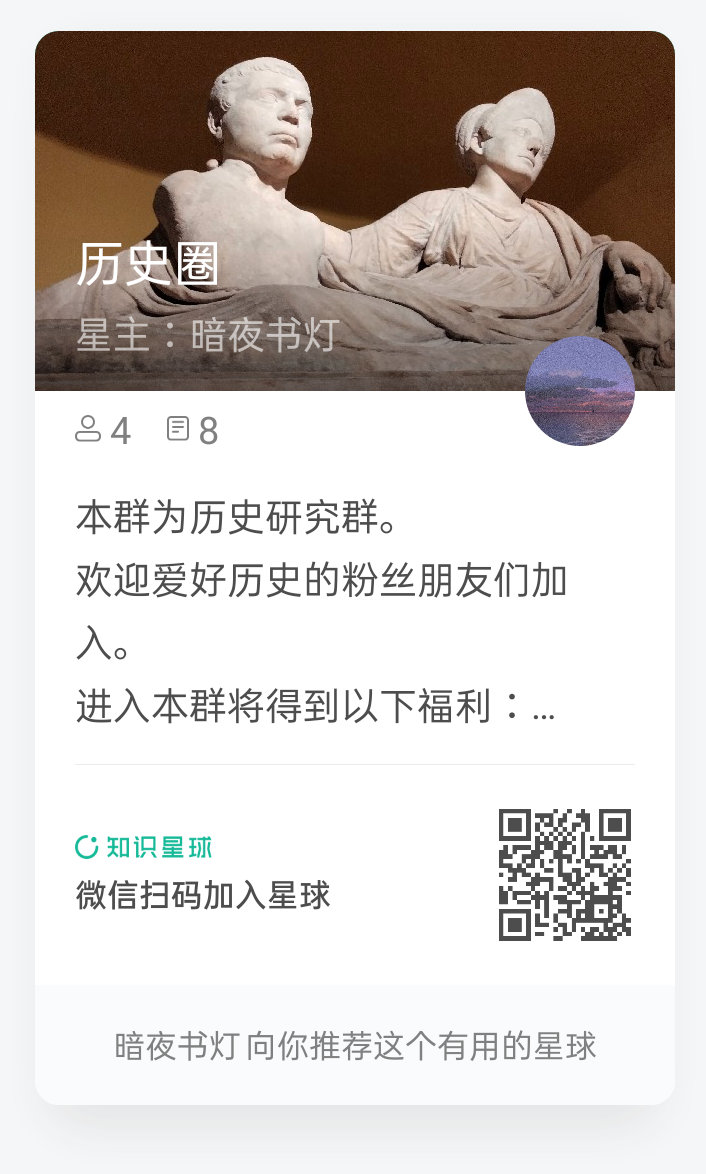 历史圈
星主：暗夜书灯
4 8
本群为历史研究群。
欢迎爱好历史的粉丝朋友们加
入。
进入本群将得到以下福利：...
知识星球
微信扫码加入星球
暗夜书灯 向你推荐这个有用的星球